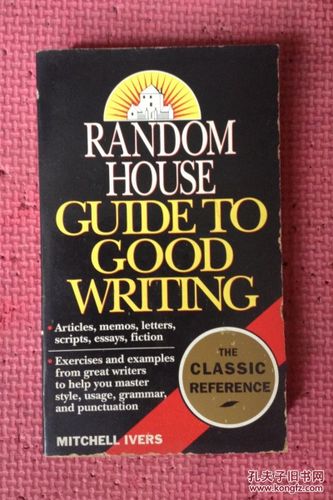 RANDOM
HOUSE
GUIDE TO
GOOD
WRITING
• Articles, memos, letters,
scripts, essays, fiction
• Exercises and examples
from great writers
to help you master
style, usage, grammar,
and punctuation
THE
CLASSIC
REFERENCE
MITCHELL IVERS
孔夫子旧书网
www.kongfz.com